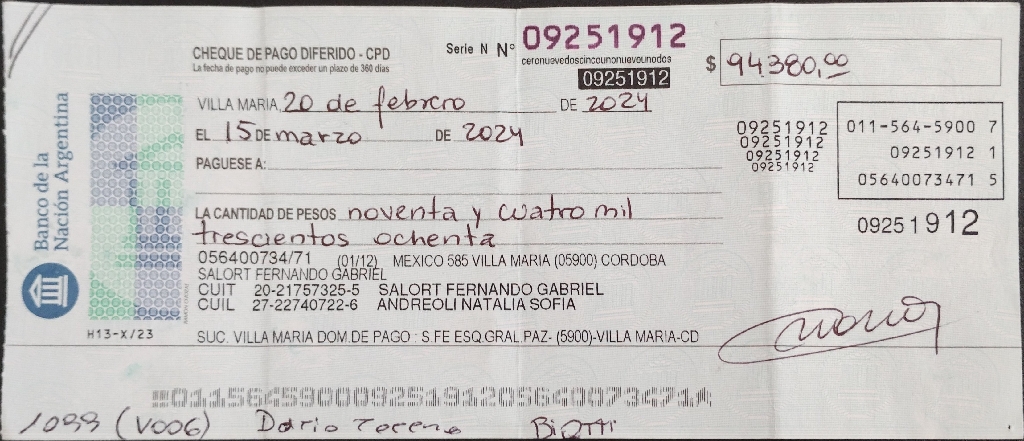 CHEQUE DE PAGO DIFERIDO - CPD
La fecha de pago no puede exceder un plazo de 360 días
Serie N Nº 09251912
ceronuevedoscincounonueveunodos
09251912
$ 94.380,00
VILLA MARIA, 20 de febrero DE 2024
EL 15 DE marzo DE 2024
PAGUESE A:
09251912
09251912
09251912
09251912
011-564-5900 7
09251912 1
05640073471 5
09251912
Banco de la
Nación Argentina
LA CANTIDAD DE PESOS noventa y cuatro mil
trescientos ochenta
056400734/71 (01/12) MEXICO 585 VILLA MARIA (05900) CORDOBA
SALORT FERNANDO GABRIEL
CUIT 20-21757325-5 SALORT FERNANDO GABRIEL
CUIL 27-22740722-6 ANDREOLI NATALIA SOFIA
H13-X/23
SUC. VILLA MARIA DOM.DE PAGO : S.FE ESQ.GRAL.PAZ- (5900)-VILLA MARIA-CD
01156459000925191205640073471
1099 (V006) Dario